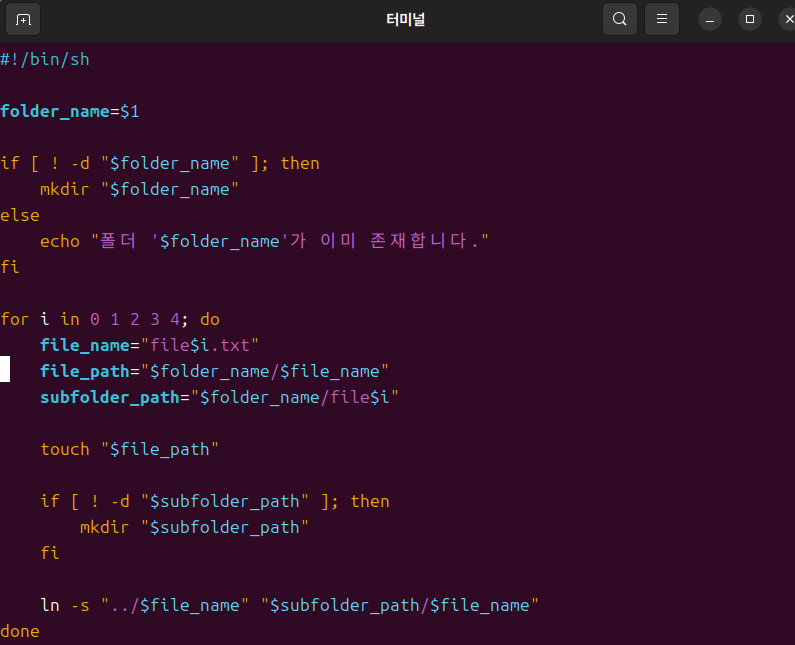 터미널
#!/bin/sh
folder_name=$1
if [ ! -d "$folder_name" ]; then
    mkdir "$folder_name"
else
    echo "폴더 '$folder_name'가 이미 존재합니다."
fi
for i in 0 1 2 3 4; do
    file_name="file$i.txt"
    file_path="$folder_name/$file_name"
    subfolder_path="$folder_name/file$i"
    touch "$file_path"
    if [ ! -d "$subfolder_path" ]; then
        mkdir "$subfolder_path"
    fi
    ln -s "../$file_name" "$subfolder_path/$file_name"
done